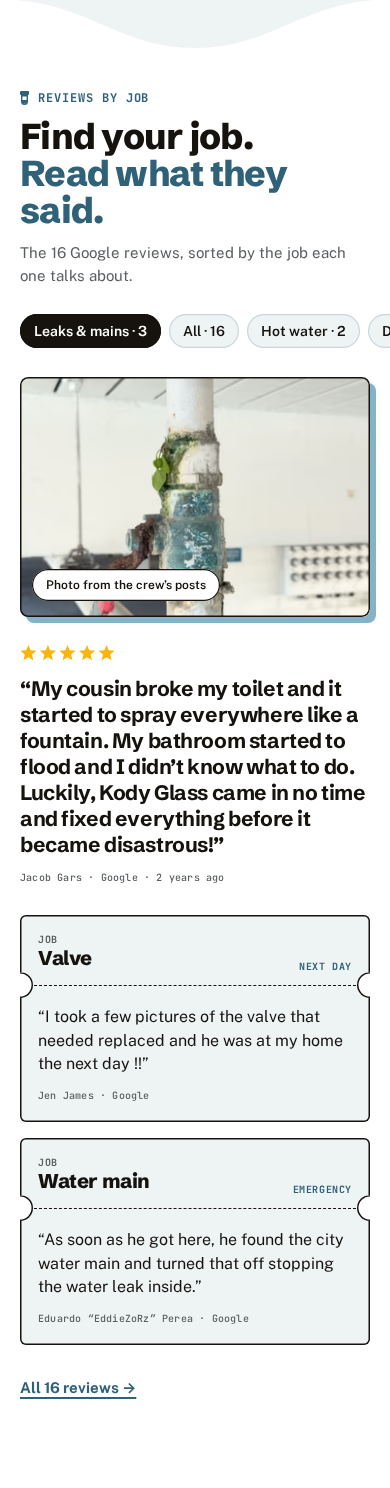 REVIEWS BY JOB
Find your job.
Read what they
said.
The 16 Google reviews, sorted by the job each
one talks about.
Leaks & mains · 3
All · 16
Hot water · 2
D
Photo from the crew’s posts
“My cousin broke my toilet and it
started to spray everywhere like a
fountain. My bathroom started to
flood and I didn’t know what to do.
Luckily, Kody Glass came in no time
and fixed everything before it
became disastrous!”
Jacob Gars · Google · 2 years ago
JOB
Valve
NEXT DAY
“I took a few pictures of the valve that
needed replaced and he was at my home
the next day !!”
Jen James · Google
JOB
Water main
EMERGENCY
“As soon as he got here, he found the city
water main and turned that off stopping
the water leak inside.”
Eduardo “EddieZoRz” Perea · Google
All 16 reviews →